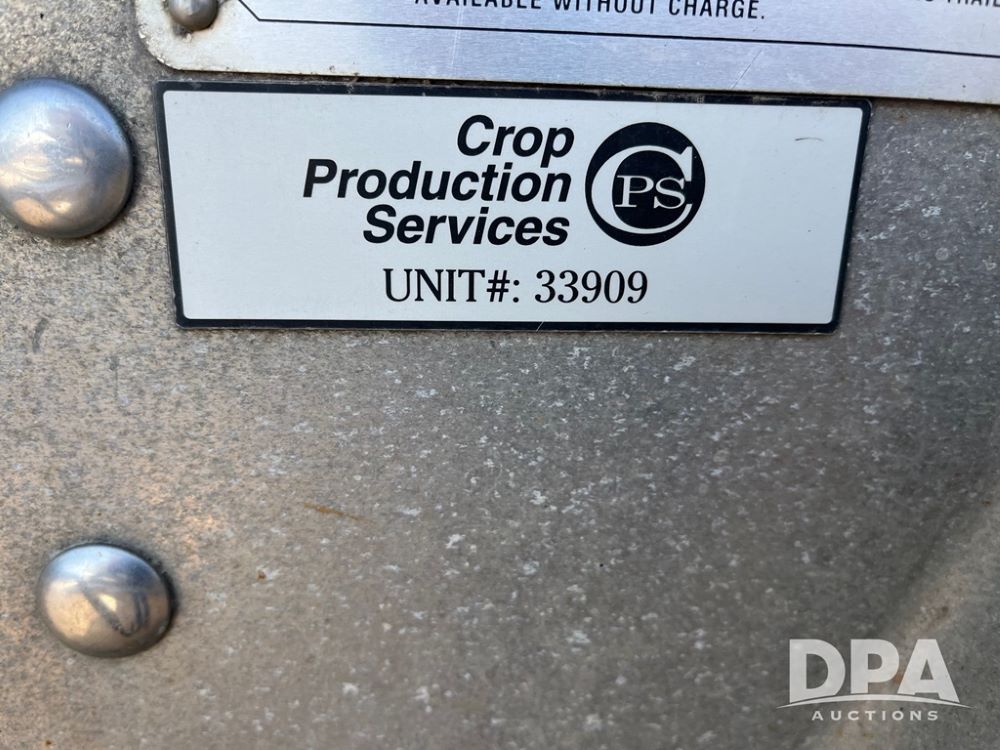 AVAILABLE WITHOUT CHARGE.
Crop
Production
Services
CPS
UNIT#: 33909
DPA
AUCTIONS